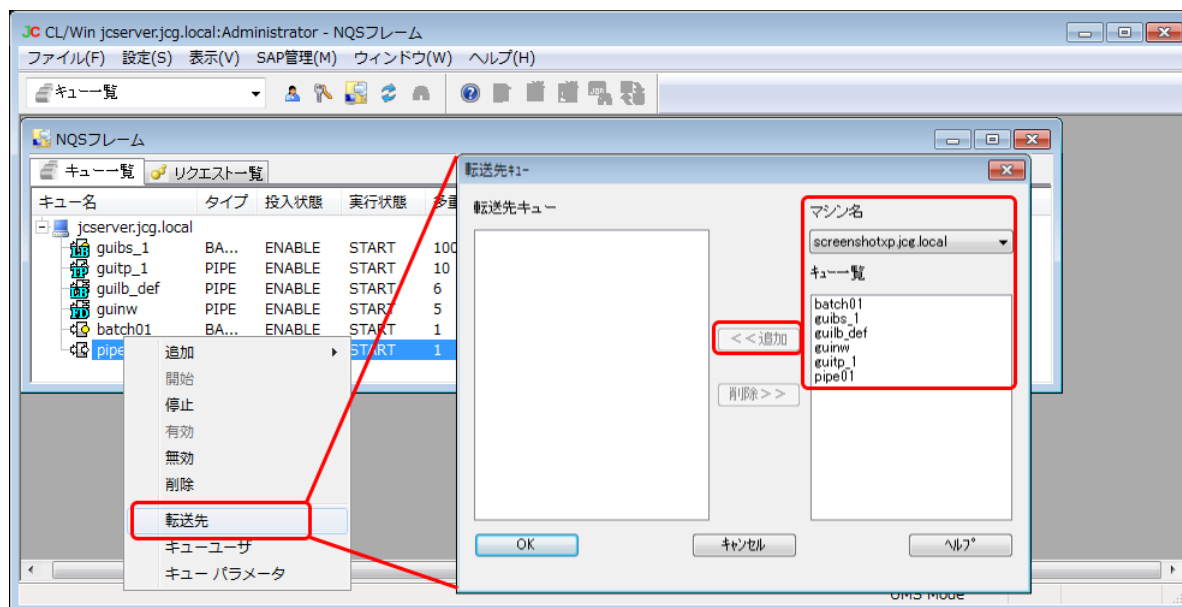 JC CL/Win jcserver.jcg.local:Administrator - NQSフレーム
ファイル(F) 設定(S) 表示(V) SAP管理(M) ウィンドウ(W) ヘルプ(H)
キュー一覧
NQSフレーム
キュー一覧 リクエスト一覧
キュー名 タイプ 投入状態 実行状態
jcserver.jcg.local
guibs_1 BA... ENABLE START 100
guitp_1 PIPE ENABLE START 10
guilb_def PIPE ENABLE START 6
guinw PIPE ENABLE START 5
batch01 BA... ENABLE START 1
pipe START 1
追加
開始
停止
有効
無効
削除
転送先
キューユーザ
キュー パラメータ
転送先ｷｭｰ
転送先キュー
マシン名
screenshotxp.jcg.local
キュー一覧
batch01
guibs_1
guilb_def
guinw
guitp_1
pipe01
<<追加
削除>>
OK キャンセル ヘルプ
UMS Mode